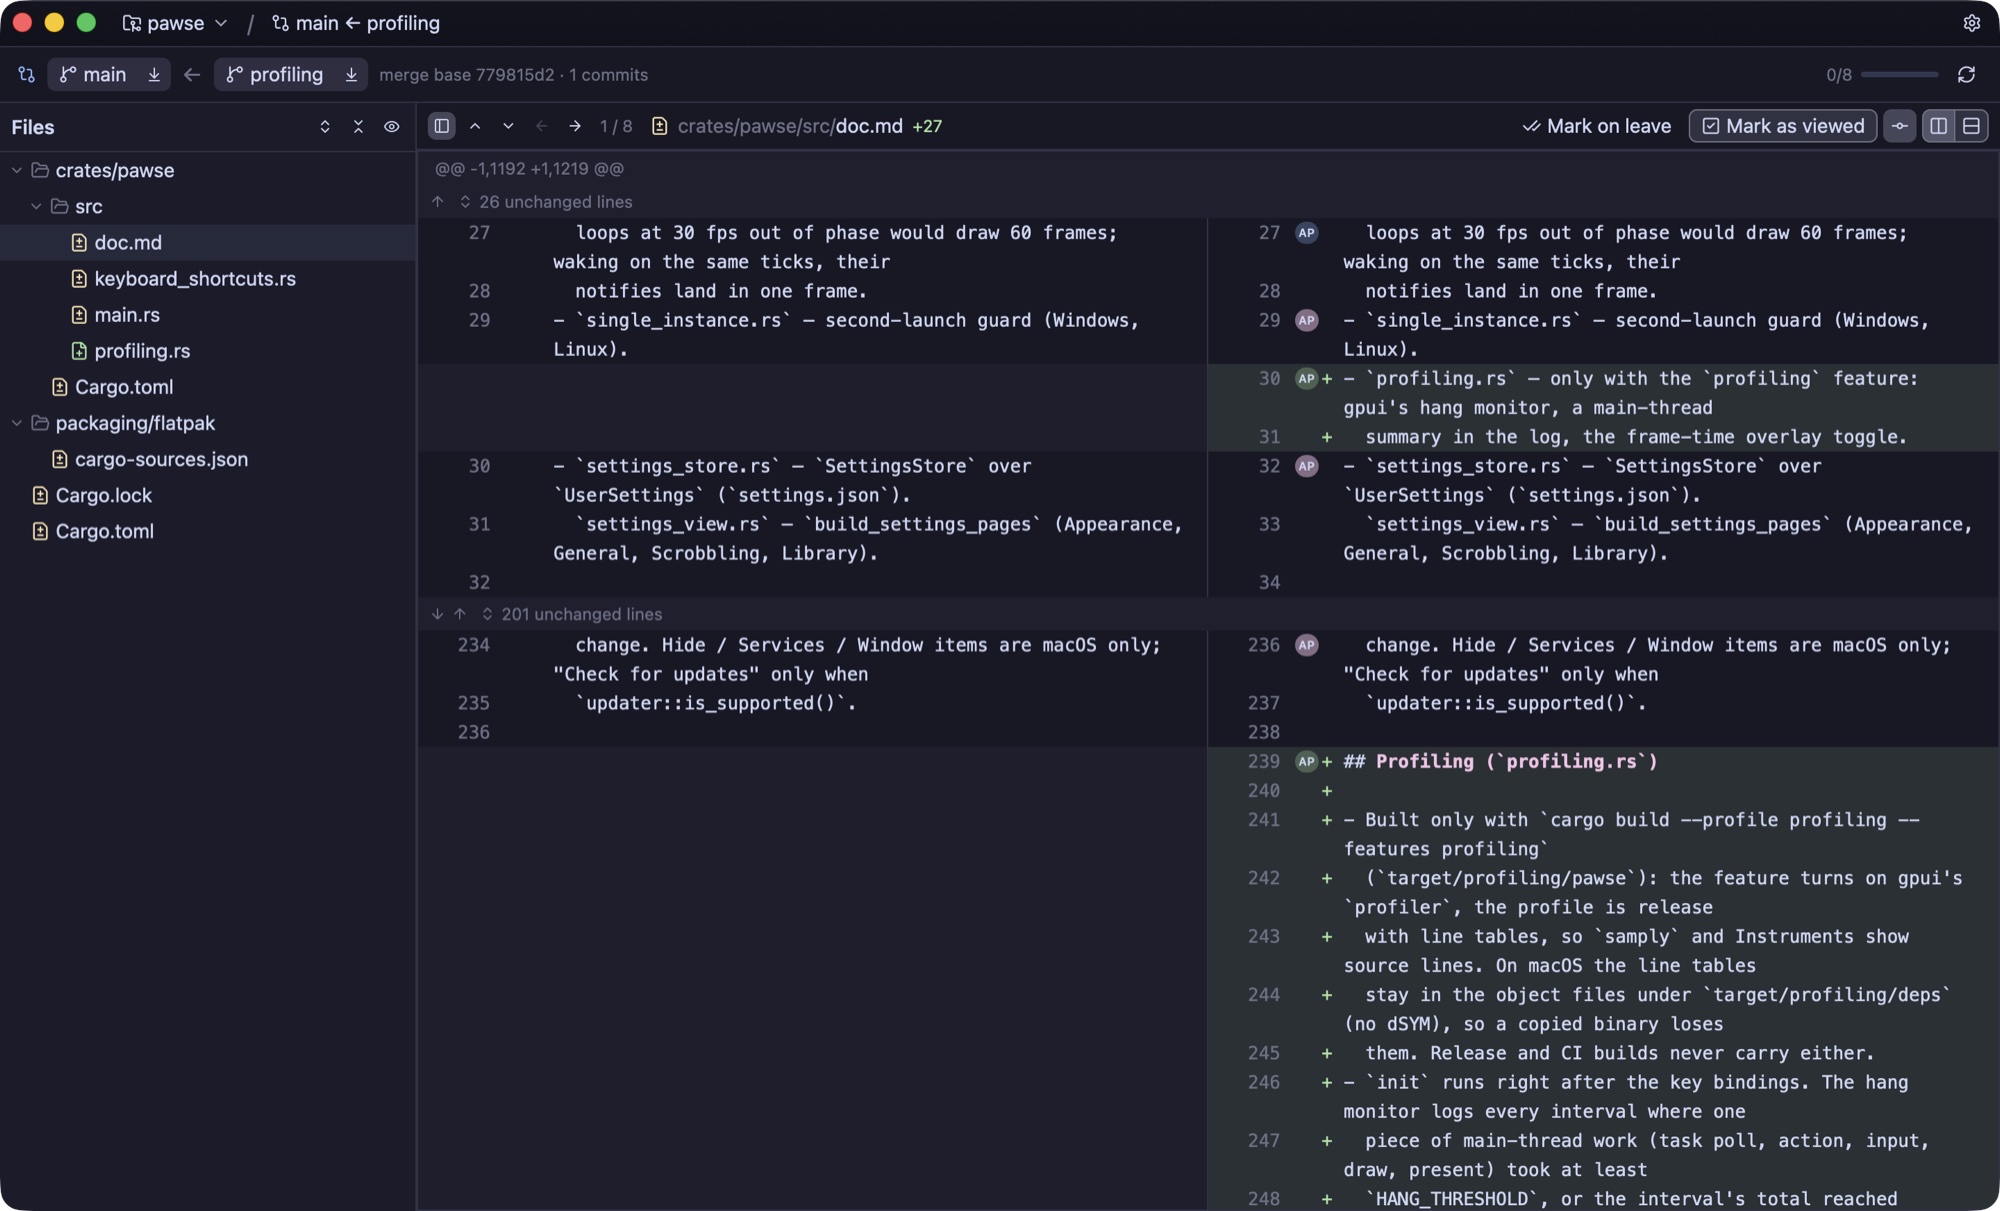 pawse / main ← profiling
main ← profiling merge base 779815d2 · 1 commits 0/8
Files
crates/pawse
src
doc.md
keyboard_shortcuts.rs
main.rs
profiling.rs
Cargo.toml
packaging/flatpak
cargo-sources.json
Cargo.lock
Cargo.toml
1 / 8 crates/pawse/src/doc.md +27 Mark on leave Mark as viewed
@@ -1,1192 +1,1219 @@
26 unchanged lines
27 loops at 30 fps out of phase would draw 60 frames;
waking on the same ticks, their
28 notifies land in one frame.
29 – `single_instance.rs` – second-launch guard (Windows,
Linux).
30 – `settings_store.rs` – `SettingsStore` over
`UserSettings` (`settings.json`).
31 `settings_view.rs` – `build_settings_pages` (Appearance,
General, Scrobbling, Library).
32
27 AP loops at 30 fps out of phase would draw 60 frames;
waking on the same ticks, their
28 notifies land in one frame.
29 AP – `single_instance.rs` – second-launch guard (Windows,
Linux).
30 AP + – `profiling.rs` – only with the `profiling` feature:
gpui's hang monitor, a main-thread
31 + summary in the log, the frame-time overlay toggle.
32 AP – `settings_store.rs` – `SettingsStore` over
`UserSettings` (`settings.json`).
33 `settings_view.rs` – `build_settings_pages` (Appearance,
General, Scrobbling, Library).
34
201 unchanged lines
234 change. Hide / Services / Window items are macOS only;
"Check for updates" only when
235 `updater::is_supported()`.
236
236 AP change. Hide / Services / Window items are macOS only;
"Check for updates" only when
237 `updater::is_supported()`.
238
239 AP + ## Profiling (`profiling.rs`)
240 +
241 + – Built only with `cargo build --profile profiling --
features profiling`
242 + (`target/profiling/pawse`): the feature turns on gpui's
`profiler`, the profile is release
243 + with line tables, so `samply` and Instruments show
source lines. On macOS the line tables
244 + stay in the object files under `target/profiling/deps`
(no dSYM), so a copied binary loses
245 + them. Release and CI builds never carry either.
246 + – `init` runs right after the key bindings. The hang
monitor logs every interval where one
247 + piece of main-thread work (task poll, action, input,
draw, present) took at least
248 + `HANG_THRESHOLD`, or the interval's total reached